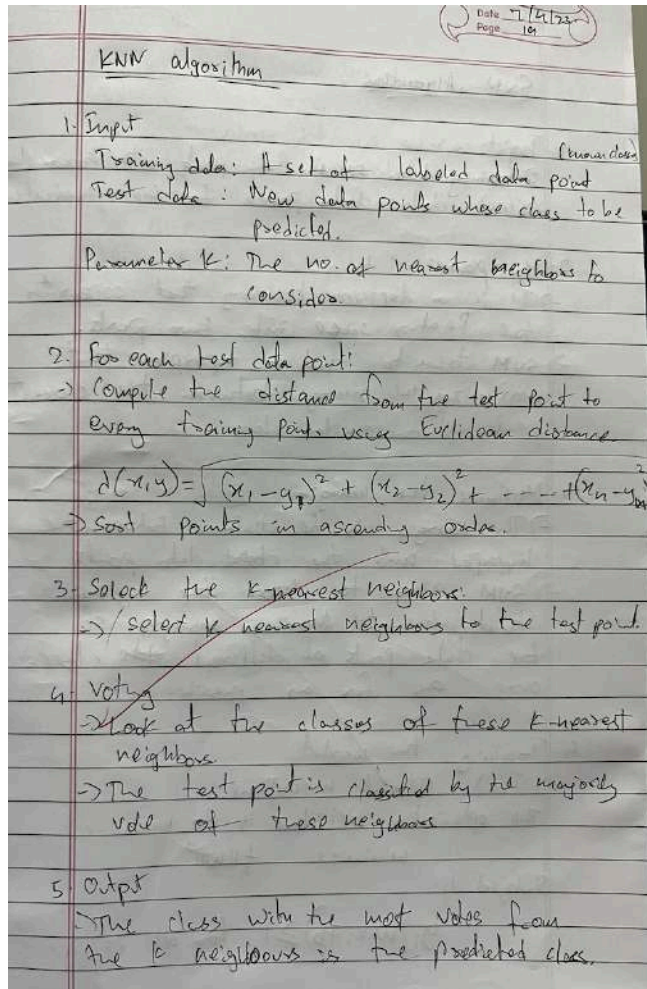 Date 7/4/23
Page 19
KNN algorithm
1. Input
(known class)
Training data: A set of labeled data point
Test data: New data points whose class to be
predicted.
Parameter K: The no. of nearest neighbors to
consider.
2. For each test data point:
-> Compute the distance from the test point to
every training point using Euclidean distance
d(x,y)=√(x₁-y₁)² + (x₂-y₂)² + ---- +(xₙ-yₙ)²
-> Sort points in ascending order.
3. Select the K-nearest neighbors:
-> select K nearest neighbors to the test point.
4. Voting
-> Look at the classes of these K-nearest
neighbors.
-> The test point is classified by the majority
vote of these neighbors
5. Output
-> The class with the most votes from
the K neighbours is the predicted class.